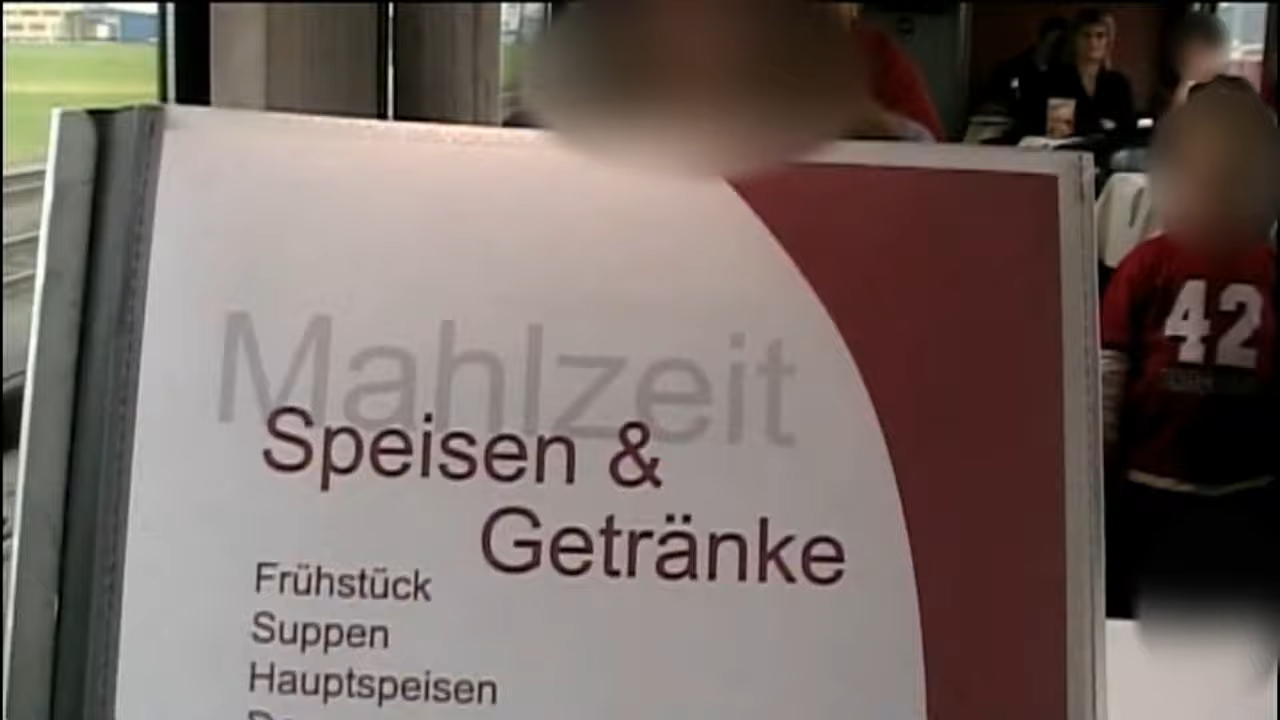 Mahlzeit
Speisen &
Getränke
Frühstück
Suppen
Hauptspeisen
42